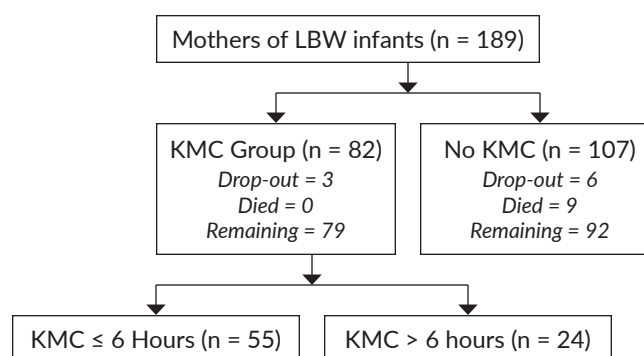 Mothers of LBW infants (n = 189)
KMC Group (n = 82)
Drop-out = 3
Died = 0
Remaining = 79
No KMC (n = 107)
Drop-out = 6
Died = 9
Remaining = 92
KMC ≤ 6 Hours (n = 55)
KMC > 6 hours (n = 24)